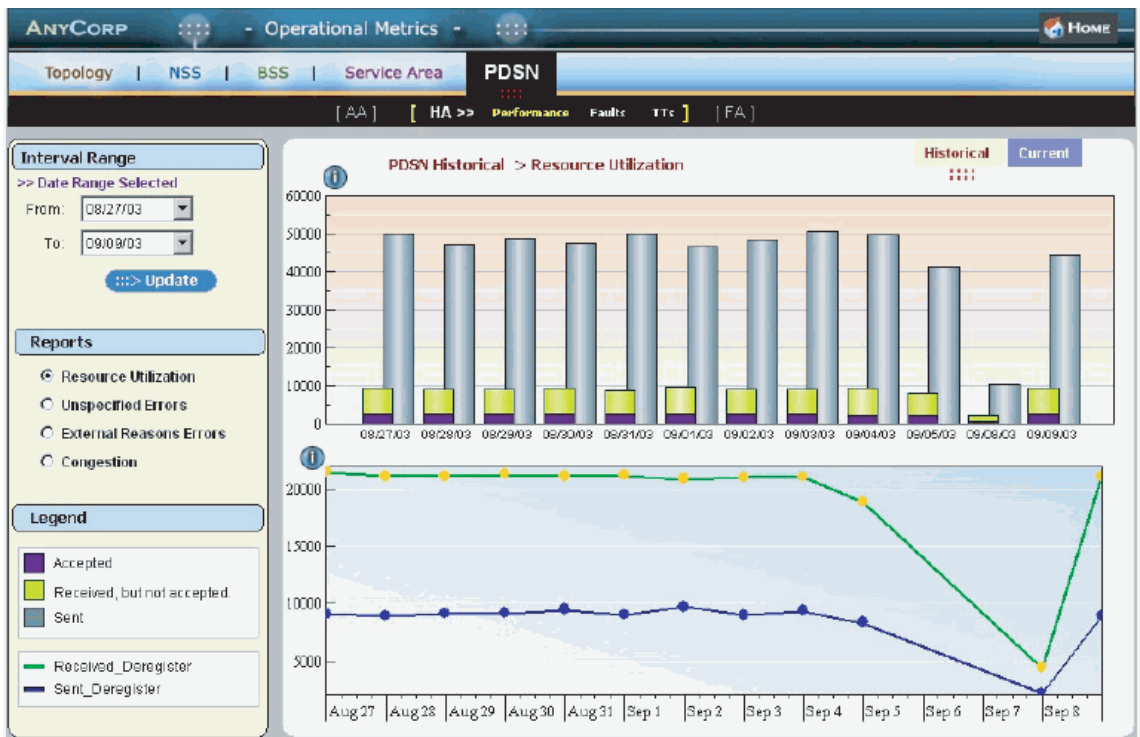 ANYCORP - Operational Metrics - HOME
Topology | NSS | BSS | Service Area PDSN
[ AA ] [ HA >> Performance Faults TTs ] [ FA ]
Interval Range
>> Date Range Selected
From: 08/27/03
To: 09/09/03
:::> Update
Reports
Resource Utilization
Unspecified Errors
External Reasons Errors
Congestion
Legend
Accepted
Received, but not accepted.
Sent
Received_Deregister
Sent_Deregister
PDSN Historical > Resource Utilization
Historical Current
60000
50000
40000
30000
20000
10000
0
08/27/03 08/28/03 08/29/03 08/30/03 08/31/03 09/01/03 09/02/03 09/03/03 09/04/03 09/05/03 09/08/03 09/09/03
20000
15000
10000
5000
Aug 27 Aug 28 Aug 29 Aug 30 Aug 31 Sep 1 Sep 2 Sep 3 Sep 4 Sep 5 Sep 6 Sep 7 Sep 8